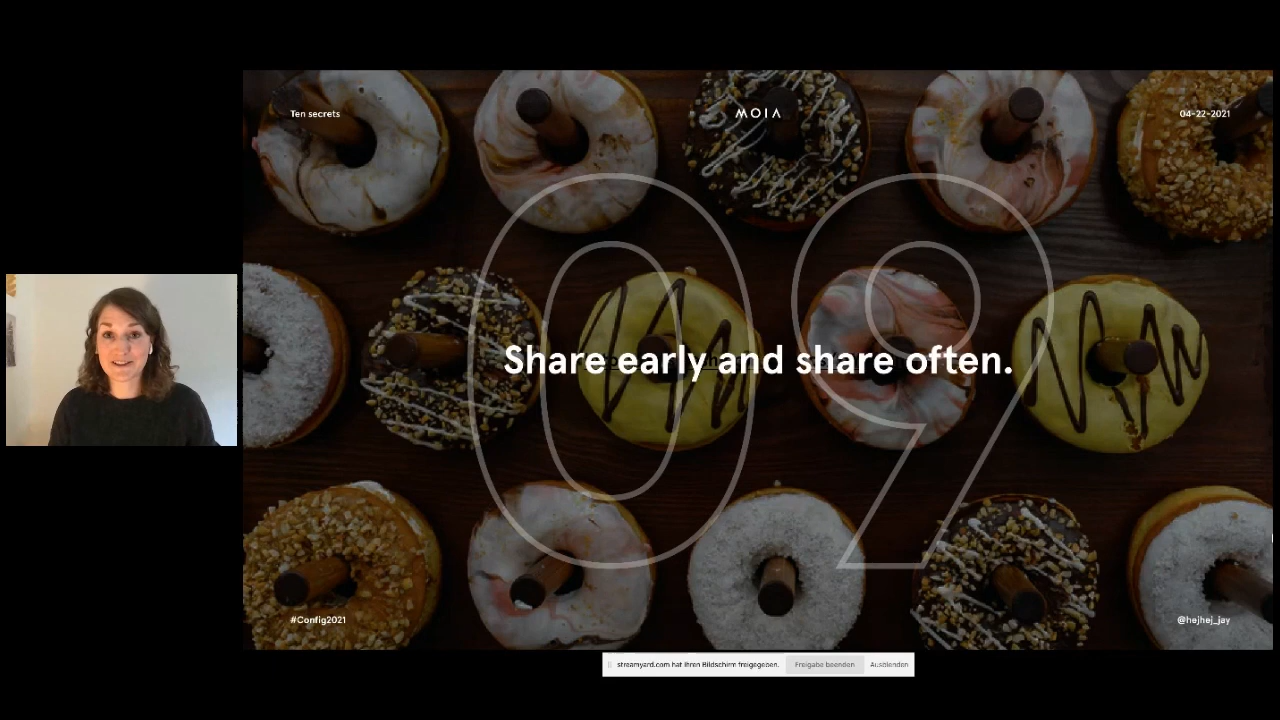 Ten secrets
MOIA
04-22-2021
09
Share early and share often.
#Config2021
@hejhej_jay
streamyard.com hat Ihren Bildschirm freigegeben.
Freigabe beenden
Ausblenden